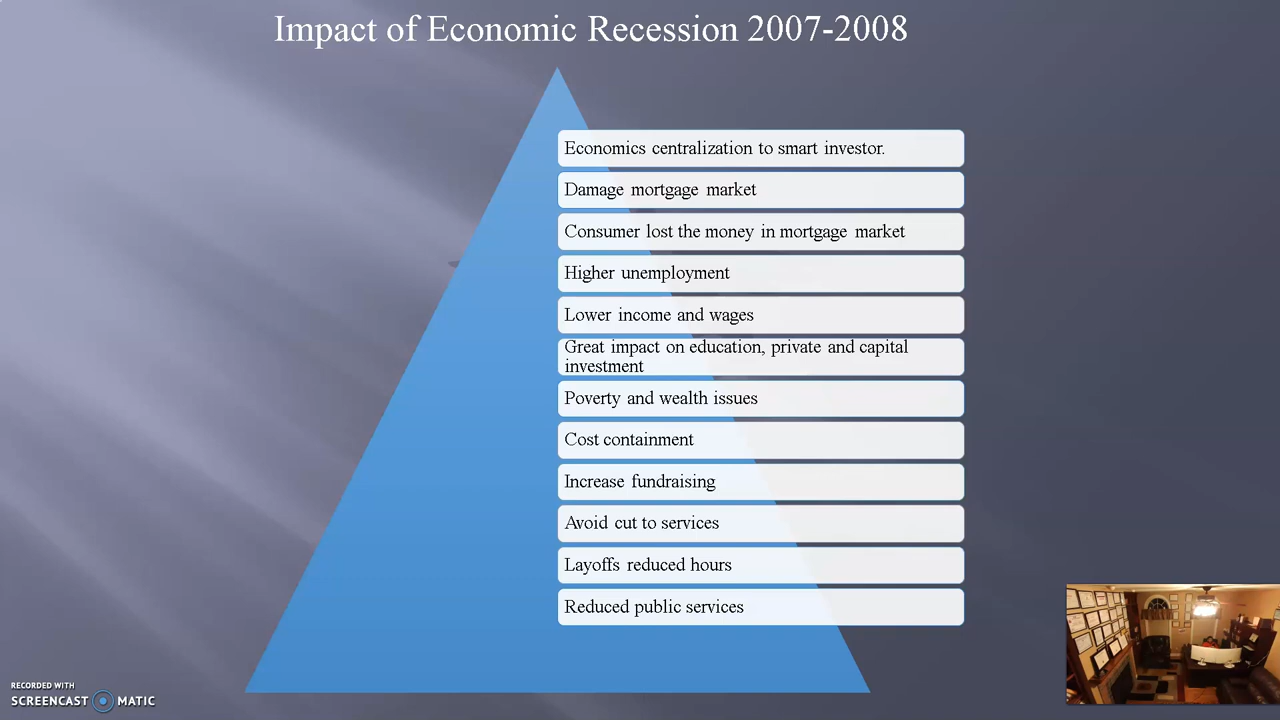 Impact of Economic Recession 2007-2008
Economics centralization to smart investor.
Damage mortgage market
Consumer lost the money in mortgage market
Higher unemployment
Lower income and wages
Great impact on education, private and capital
investment
Poverty and wealth issues
Cost containment
Increase fundraising
Avoid cut to services
Layoffs reduced hours
Reduced public services
RECORDED WITH
SCREENCAST MATIC